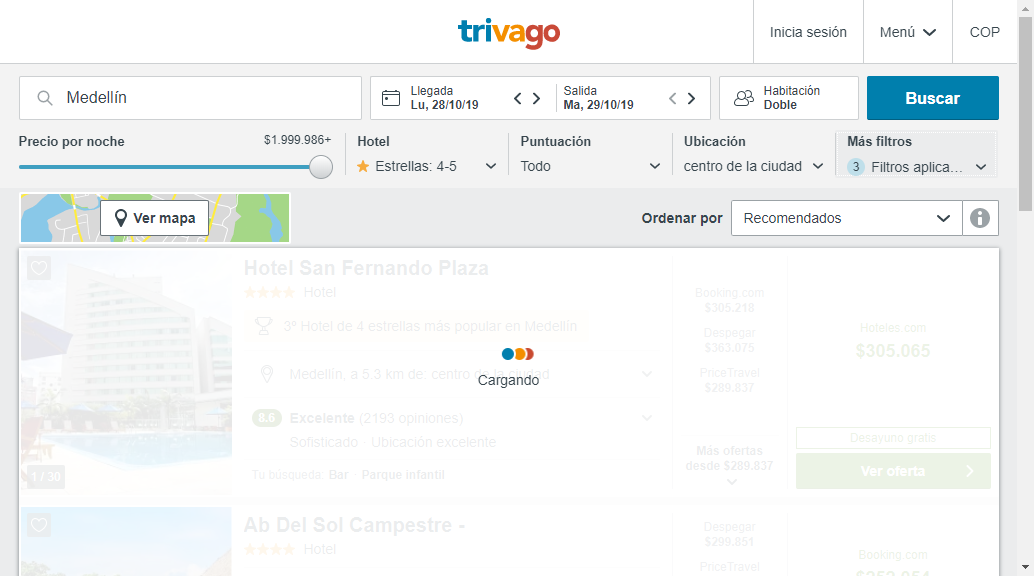 trivago
Inicia sesión
Menú
COP
Medellín
Llegada
Lu, 28/10/19
Salida
Ma, 29/10/19
Habitación
Doble
Buscar
Precio por noche
$1.999.986+
Hotel
Estrellas: 4-5
Puntuación
Todo
Ubicación
centro de la ciudad
Más filtros
3 Filtros aplica...
Ver mapa
Ordenar por
Recomendados
Hotel San Fernando Plaza
Hotel
3º Hotel de 4 estrellas más popular en Medellín
Medellín, a 5.3 km de: centro de la ciudad
Cargando
8.6 Excelente (2193 opiniones)
Sofisticado · Ubicación excelente
Tu búsqueda: Bar Parque infantil
1 / 30
Booking.com
$305.218
Despegar
$363.075
PriceTravel
$289.837
Más ofertas
desde $289.837
Hoteles.com
$305.065
Desayuno gratis
Ver oferta
Ab Del Sol Campestre -
Hotel
Despegar
$299.851
PriceTravel
Booking.com